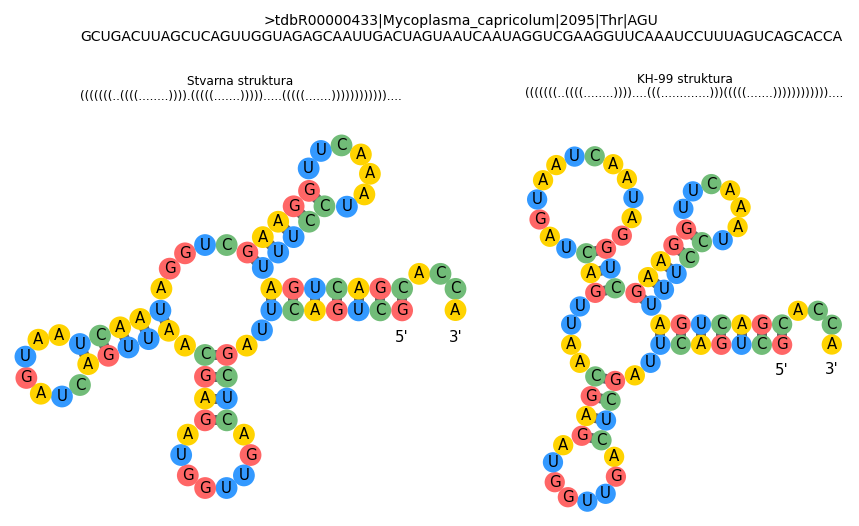 >tdbR00000433|Mycoplasma_capricolum|2095|Thr|AGU
GCUGACUUAGCUCAGUUGGUAGAGCAAUUGACUAGUAAUCAAUAGGUCGAAGGUUCAAAUCCUUUAGUCAGCACCA
Stvarna struktura
(((((((..((((........)))).(((((.......))))).....(((((.......))))))))))))....
KH-99 struktura
(((((((..((((........))))....(((.............)))(((((.......))))))))))))....
5' 3'
5' 3'